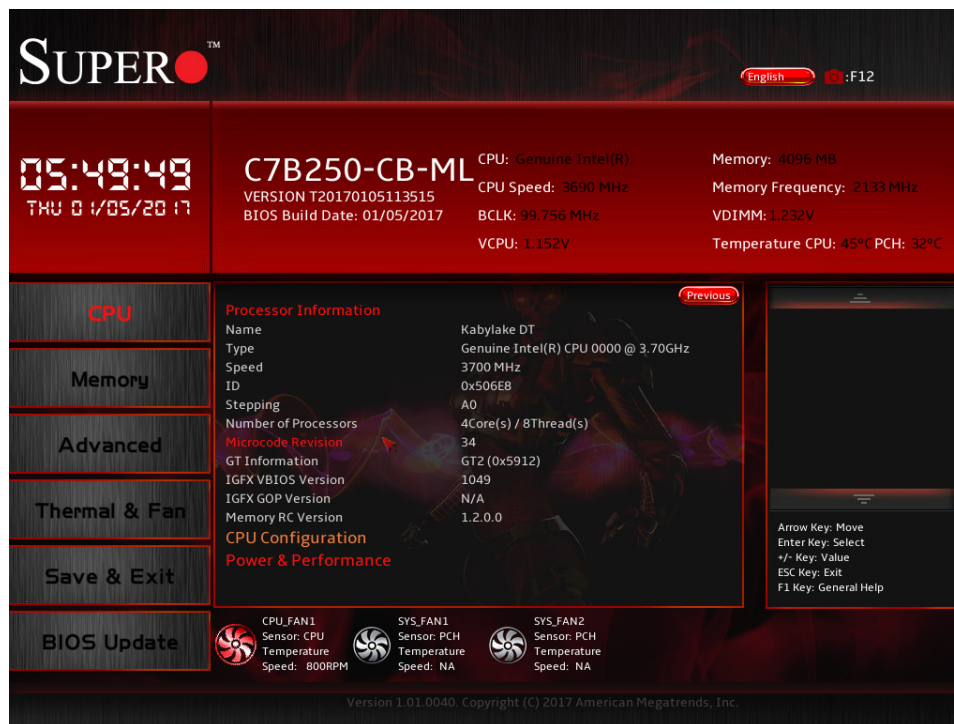 SUPER TM
English :F12
05:49:49
THU 01/05/2017
C7B250-CB-ML
VERSION T20170105113515
BIOS Build Date: 01/05/2017
CPU: Genuine Intel(R)
CPU Speed: 3690 MHz
BCLK: 99.756 MHz
VCPU: 1.152V
Memory: 4096 MB
Memory Frequency: 2133 MHz
VDIMM: 1.232V
Temperature CPU: 45°C PCH: 32°C
CPU
Memory
Advanced
Thermal & Fan
Save & Exit
BIOS Update
Previous
Processor Information
Name Kabylake DT
Type Genuine Intel(R) CPU 0000 @ 3.70GHz
Speed 3700 MHz
ID 0x506E8
Stepping A0
Number of Processors 4Core(s) / 8Thread(s)
Microcode Revision 34
GT Information GT2 (0x5912)
IGFX VBIOS Version 1049
IGFX GOP Version N/A
Memory RC Version 1.2.0.0
CPU Configuration
Power & Performance
Arrow Key: Move
Enter Key: Select
+/- Key: Value
ESC Key: Exit
F1 Key: General Help
CPU_FAN1
Sensor: CPU
Temperature
Speed: 800RPM
SYS_FAN1
Sensor: PCH
Temperature
Speed: NA
SYS_FAN2
Sensor: PCH
Temperature
Speed: NA
Version 1.01.0040. Copyright (C) 2017 American Megatrends, Inc.